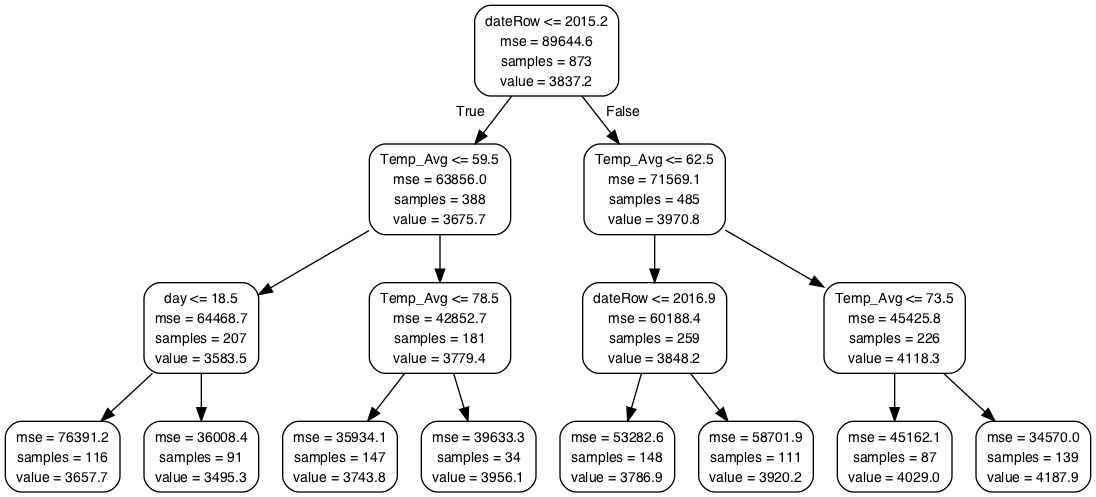 dateRow <= 2015.2
mse = 89644.6
samples = 873
value = 3837.2
True
False
Temp_Avg <= 59.5
mse = 63856.0
samples = 388
value = 3675.7
Temp_Avg <= 62.5
mse = 71569.1
samples = 485
value = 3970.8
day <= 18.5
mse = 64468.7
samples = 207
value = 3583.5
Temp_Avg <= 78.5
mse = 42852.7
samples = 181
value = 3779.4
dateRow <= 2016.9
mse = 60188.4
samples = 259
value = 3848.2
Temp_Avg <= 73.5
mse = 45425.8
samples = 226
value = 4118.3
mse = 76391.2
samples = 116
value = 3657.7
mse = 36008.4
samples = 91
value = 3495.3
mse = 35934.1
samples = 147
value = 3743.8
mse = 39633.3
samples = 34
value = 3956.1
mse = 53282.6
samples = 148
value = 3786.9
mse = 58701.9
samples = 111
value = 3920.2
mse = 45162.1
samples = 87
value = 4029.0
mse = 34570.0
samples = 139
value = 4187.9